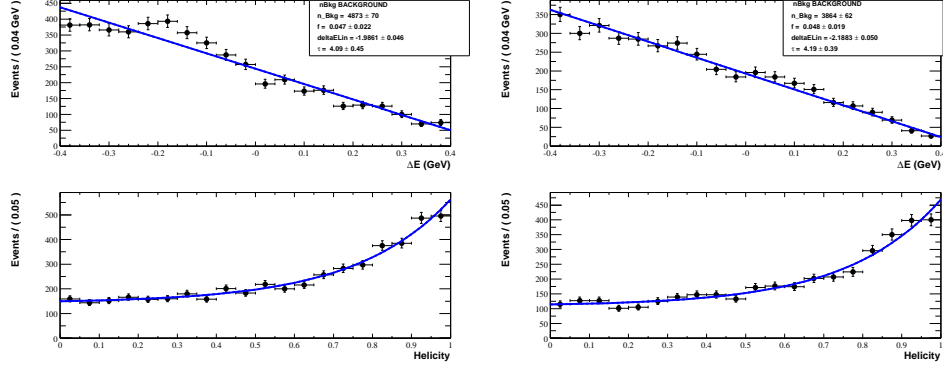 Events / ( 0.04 GeV )
450
400
350
300
250
200
150
100
50
0
-0.4 -0.3 -0.2 -0.1 -0 0.1 0.2 0.3 0.4
ΔE (GeV)
nBkg BACKGROUND
n_Bkg = 4873 ± 70
f = 0.047 ± 0.022
deltaELin = -1.9861 ± 0.046
τ = 4.09 ± 0.45
Events / ( 0.04 GeV )
350
300
250
200
150
100
50
0
-0.4 -0.3 -0.2 -0.1 -0 0.1 0.2 0.3 0.4
ΔE (GeV)
nBkg BACKGROUND
n_Bkg = 3864 ± 62
f = 0.048 ± 0.019
deltaELin = -2.1883 ± 0.050
τ = 4.19 ± 0.39
Events / ( 0.05 )
500
400
300
200
100
0
0 0.1 0.2 0.3 0.4 0.5 0.6 0.7 0.8 0.9 1
Helicity
Events / ( 0.05 )
450
400
350
300
250
200
150
100
50
0
0 0.1 0.2 0.3 0.4 0.5 0.6 0.7 0.8 0.9 1
Helicity